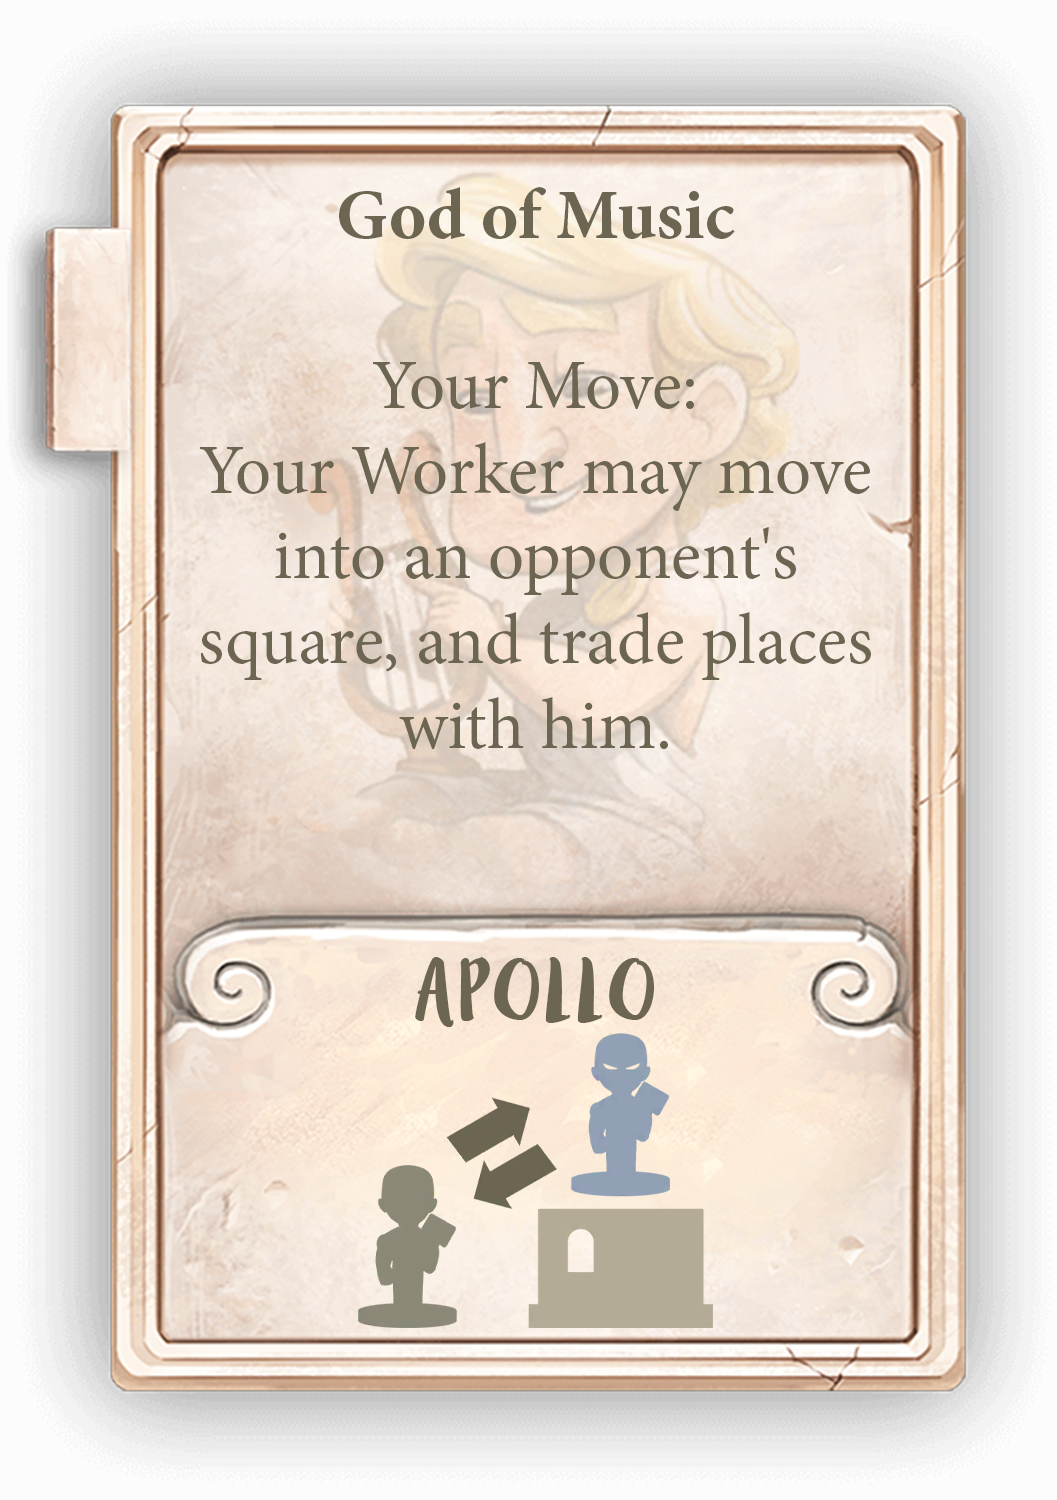 God of Music
Your Move:
Your Worker may move
into an opponent's
square, and trade places
with him.
APOLLO